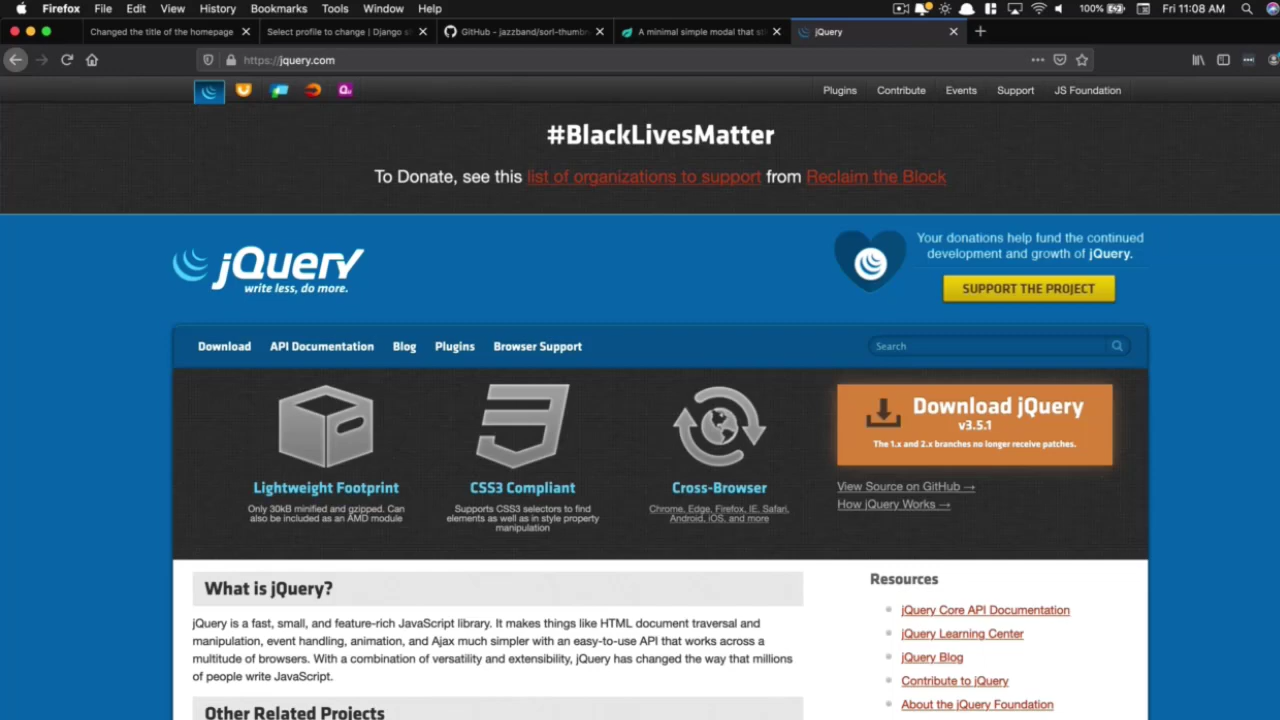 Firefox File Edit View History Bookmarks Tools Window Help 100% Fri 11:08 AM
Changed the title of the homepage Select profile to change | Django GitHub - jazzband/sorl-thumb A minimal simple modal that jQuery
https://jquery.com
Plugins Contribute Events Support JS Foundation
#BlackLivesMatter
To Donate, see this list of organizations to support from Reclaim the Block
jQuery
write less, do more.
Your donations help fund the continued
development and growth of jQuery.
SUPPORT THE PROJECT
Download API Documentation Blog Plugins Browser Support Search
Lightweight Footprint
Only 30kB minified and gzipped. Can
also be included as an AMD module
CSS3 Compliant
Supports CSS3 selectors to find
elements as well as in style property
manipulation
Cross-Browser
Chrome, Edge, Firefox, IE, Safari,
Android, iOS, and more
Download jQuery
v3.5.1
The 1.x and 2.x branches no longer receive patches.
View Source on GitHub →
How jQuery Works →
What is jQuery?
jQuery is a fast, small, and feature-rich JavaScript library. It makes things like HTML document traversal and
manipulation, event handling, animation, and Ajax much simpler with an easy-to-use API that works across a
multitude of browsers. With a combination of versatility and extensibility, jQuery has changed the way that millions
of people write JavaScript.
Other Related Projects
Resources
jQuery Core API Documentation
jQuery Learning Center
jQuery Blog
Contribute to jQuery
About the jQuery Foundation